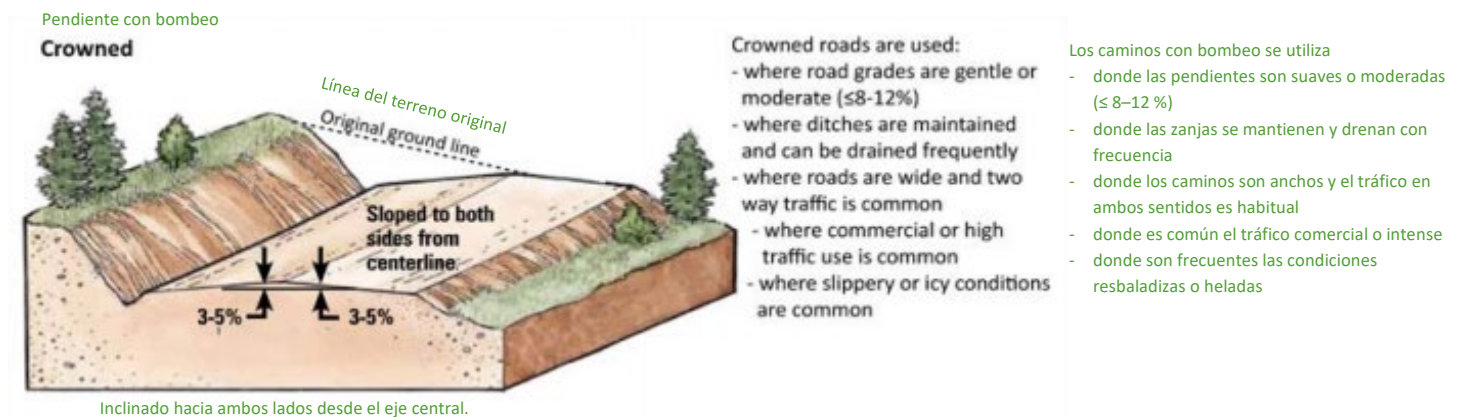 Pendiente con bombeo
Crowned
Línea del terreno original
Original ground line
Sloped to both
sides from
centerline
3-5%
3-5%
Inclinado hacia ambos lados desde el eje central.
Crowned roads are used:
- where road grades are gentle or
moderate (≤8-12%)
- where ditches are maintained
and can be drained frequently
- where roads are wide and two
way traffic is common
- where commercial or high
traffic use is common
- where slippery or icy conditions
are common
Los caminos con bombeo se utiliza
- donde las pendientes son suaves o moderadas
(≤ 8–12 %)
- donde las zanjas se mantienen y drenan con
frecuencia
- donde los caminos son anchos y el tráfico en
ambos sentidos es habitual
- donde es común el tráfico comercial o intense
- donde son frecuentes las condiciones
resbaladizas o heladas